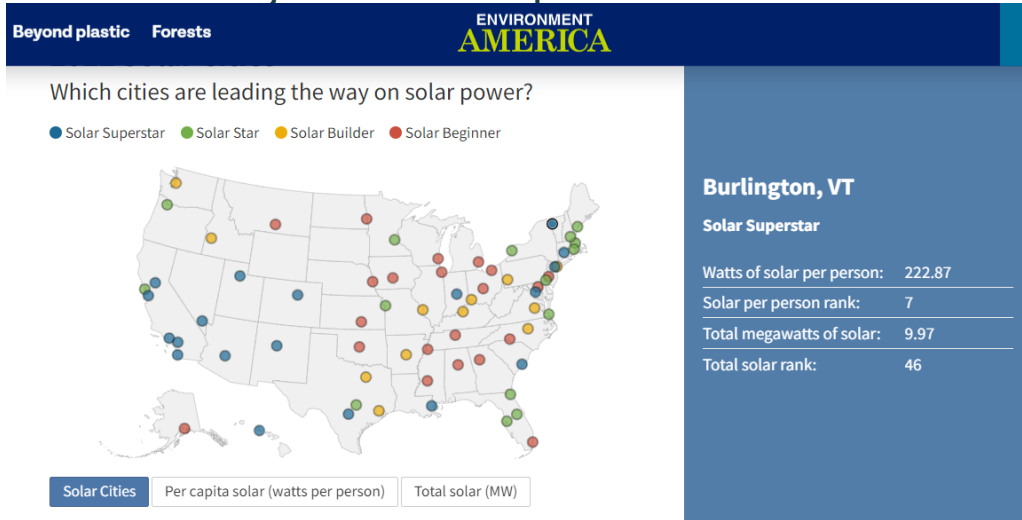 Beyond plastic Forests
ENVIRONMENT
AMERICA
Which cities are leading the way on solar power?
Solar Superstar Solar Star Solar Builder Solar Beginner
Burlington, VT
Solar Superstar
Watts of solar per person: 222.87
Solar per person rank: 7
Total megawatts of solar: 9.97
Total solar rank: 46
Solar Cities Per capita solar (watts per person) Total solar (MW)